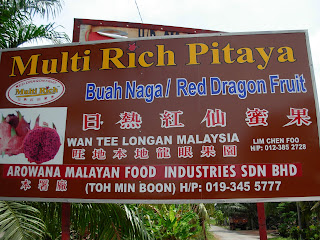 Multi Rich Pitaya
Multi Rich
Buah Naga/ Red Dragon Fruit
日熱紅仙蜜果
WAN TEE LONGAN MALAYSIA
LIM CHEN FOO
H/P: 012-385 2728
旺地本地龍眼果園
AROWANA MALAYAN FOOD INDUSTRIES SDN BHD
(TOH MIN BOON) H/P: 019-345 5777